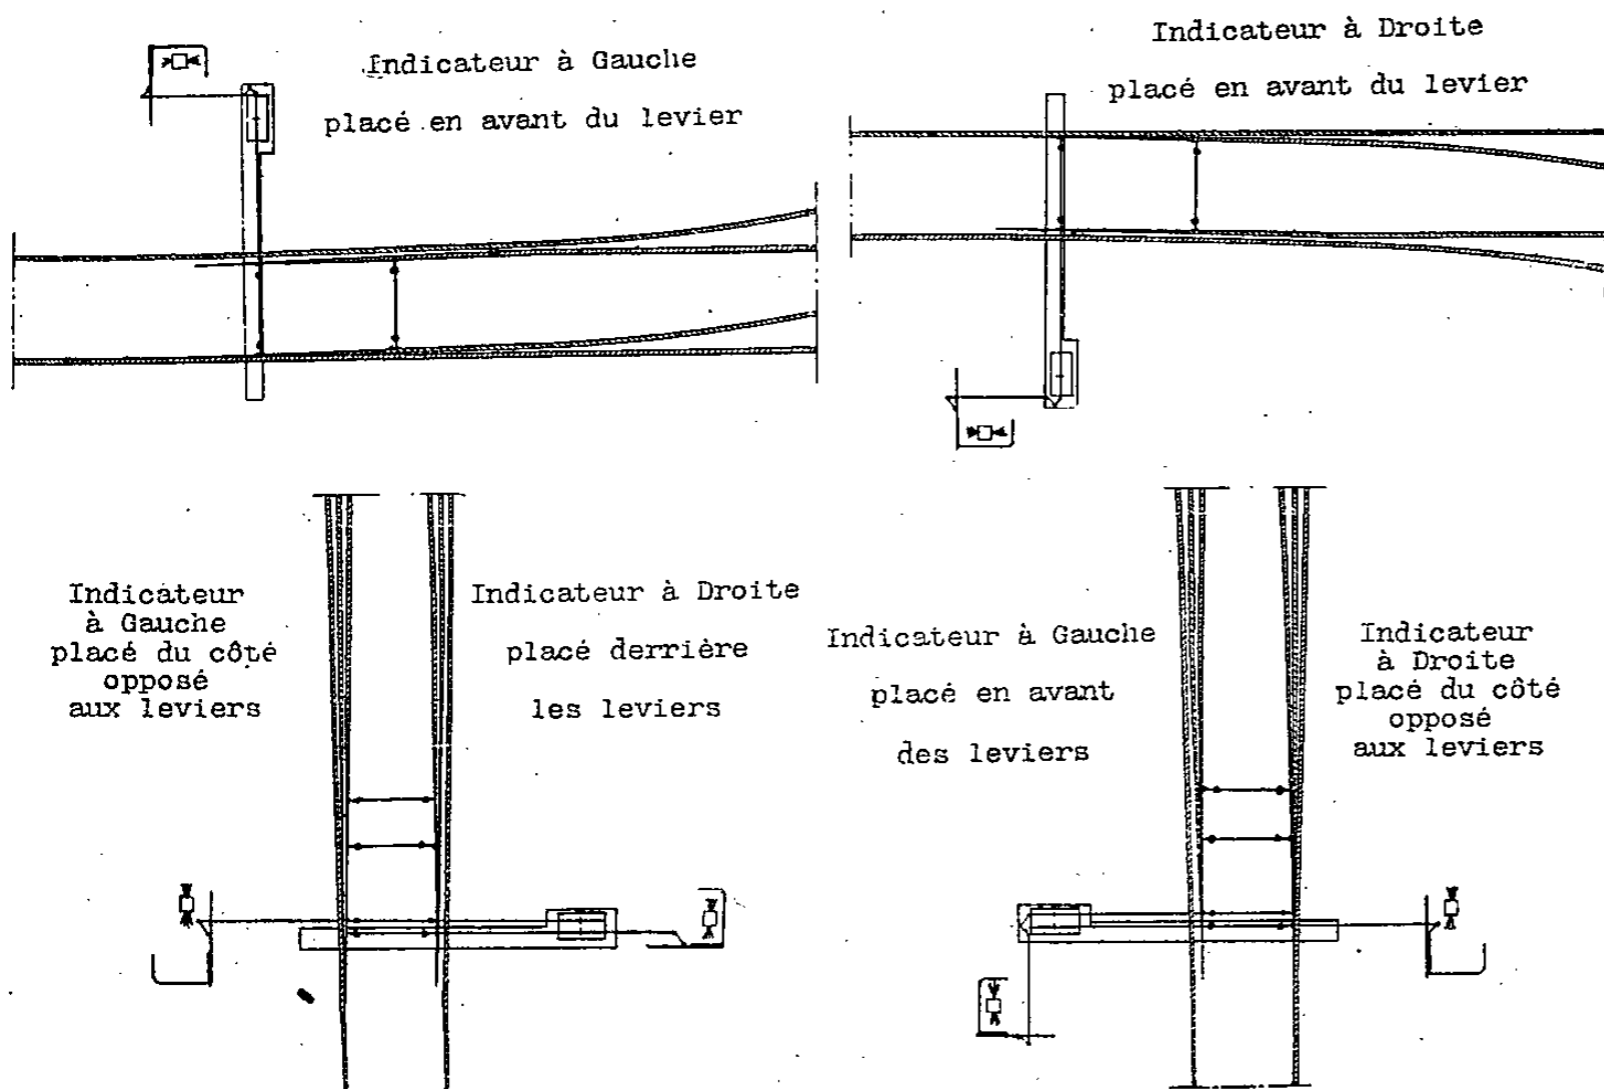 Indicateur à Gauche
placé en avant du levier
Indicateur à Droite
placé en avant du levier
Indicateur
à Gauche
placé du côté
opposé
aux leviers
Indicateur à Droite
placé derrière
les leviers
Indicateur à Gauche
placé en avant
des leviers
Indicateur
à Droite
placé du côté
opposé
aux leviers